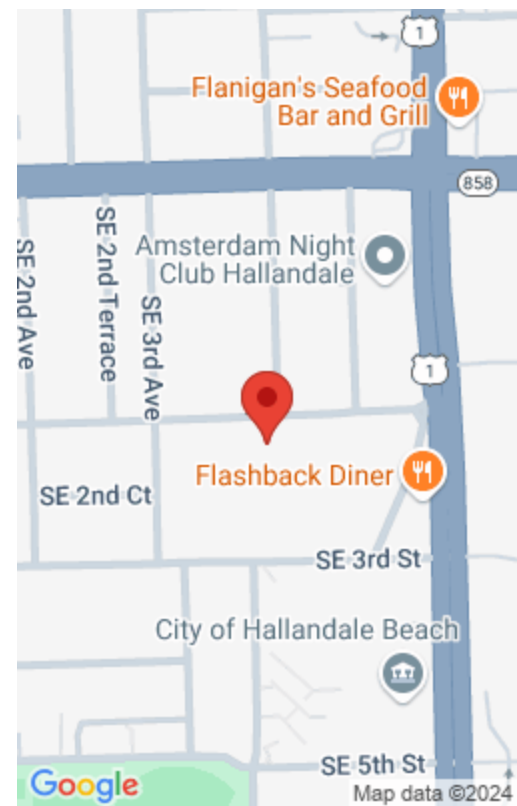 1
Flanigan's Seafood
Bar and Grill
858
SE 2nd Ave
SE 2nd Terrace
SE 3rd Ave
Amsterdam Night
Club Hallandale
1
Flashback Diner
SE 2nd Ct
SE 3rd St
City of Hallandale Beach
SE 5th St
Google
Map data ©2024